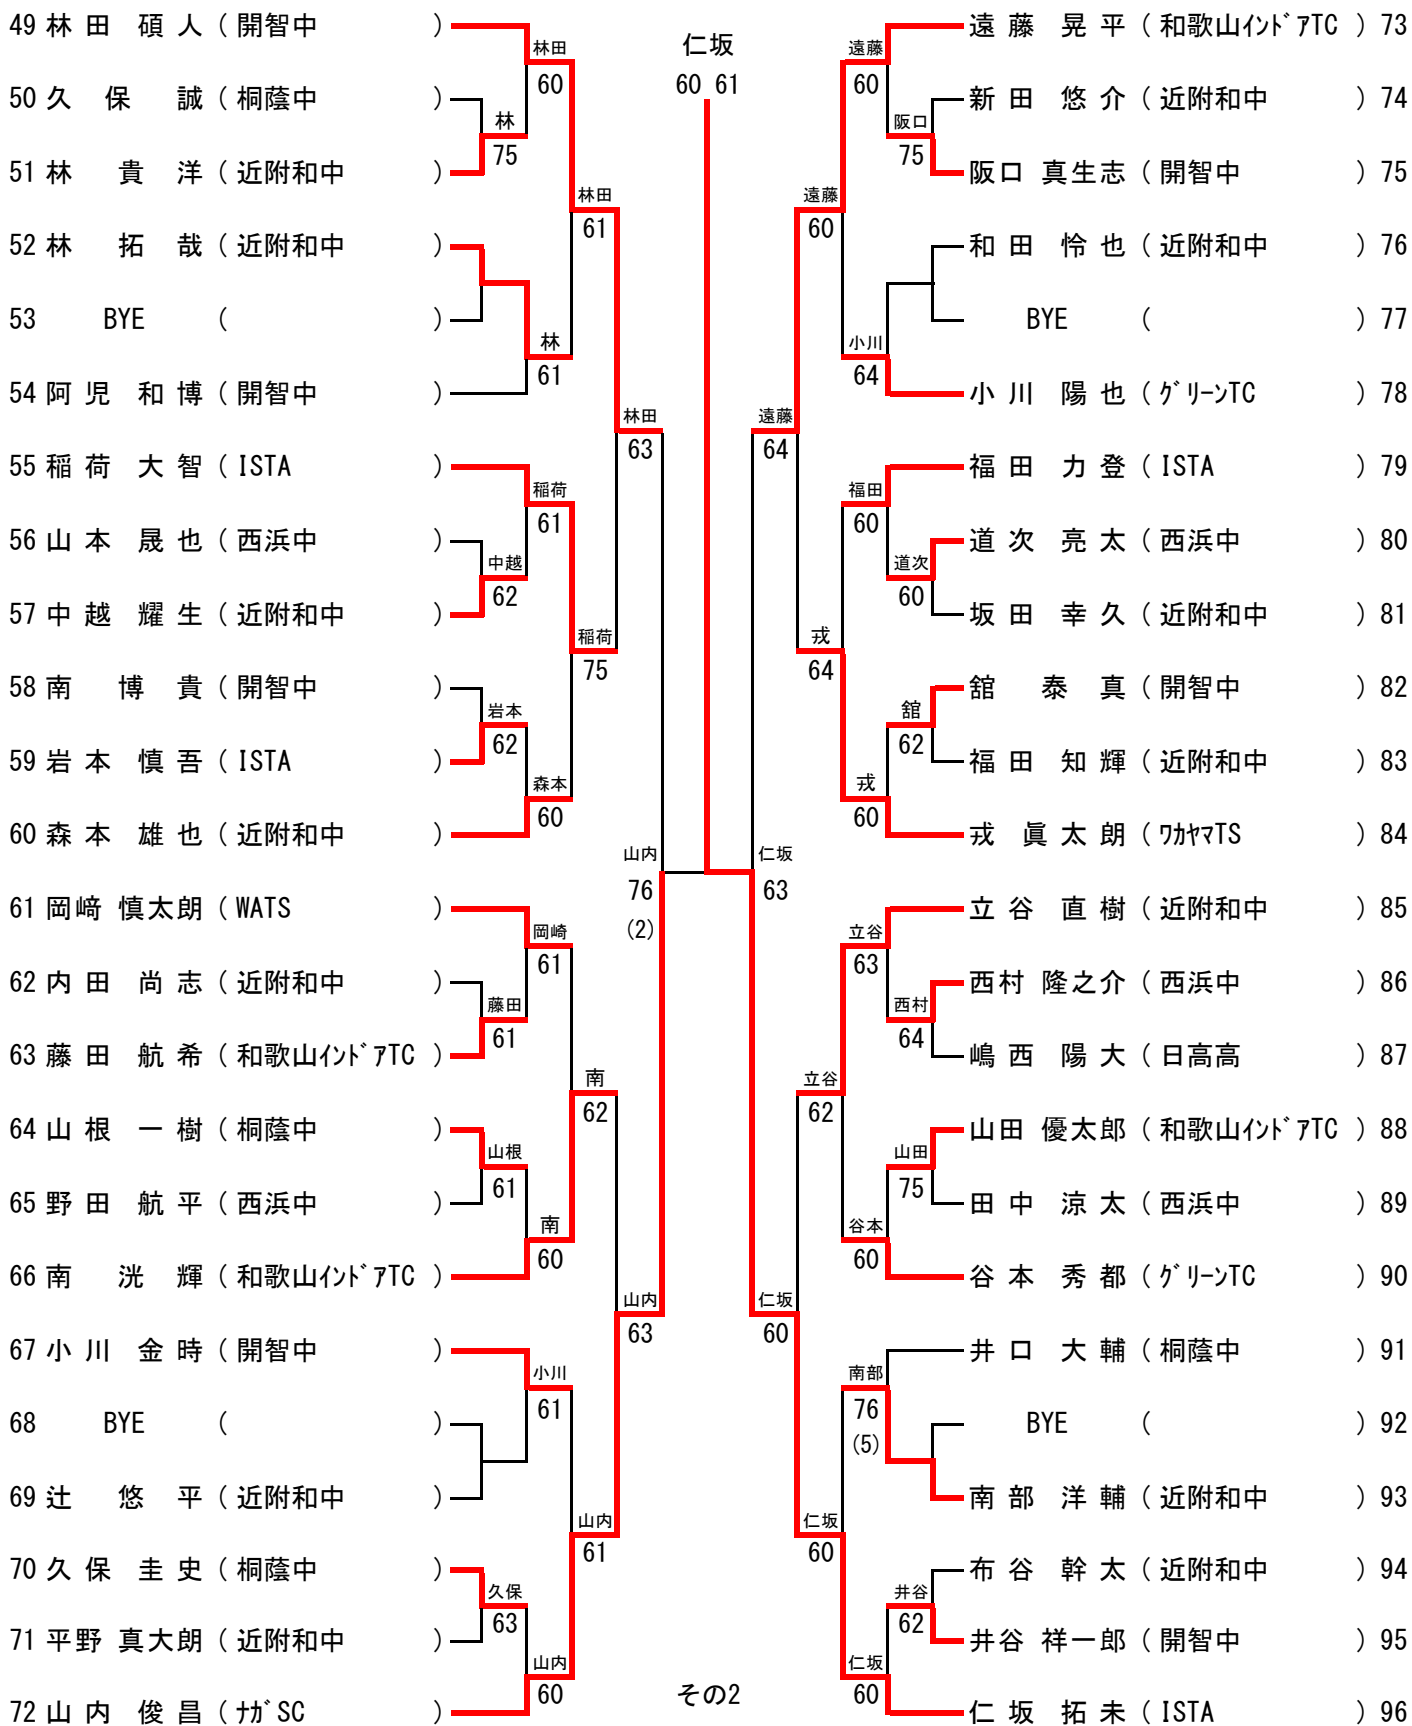 仁坂
60 61
49 林田 碩人 (開智中)
50 久保 誠 (桐蔭中)
51 林 貴洋 (近附和中)
52 林 拓哉 (近附和中)
53 BYE ( )
54 阿児 和博 (開智中)
55 稲荷 大智 (ISTA)
56 山本 晟也 (西浜中)
57 中越 耀生 (近附和中)
58 南 博貴 (開智中)
59 岩本 慎吾 (ISTA)
60 森本 雄也 (近附和中)
61 岡﨑 慎太朗 (WATS)
62 内田 尚志 (近附和中)
63 藤田 航希 (和歌山インドアTC)
64 山根 一樹 (桐蔭中)
65 野田 航平 (西浜中)
66 南 洸輝 (和歌山インドアTC)
67 小川 金時 (開智中)
68 BYE ( )
69 辻 悠平 (近附和中)
70 久保 圭史 (桐蔭中)
71 平野 真大朗 (近附和中)
72 山内 俊昌 (ナガSC)
林田
60
林
75
林田
61
林
61
林田
63
稲荷
61
中越
62
稲荷
75
岩本
62
森本
60
山内
76
(2)
岡崎
61
藤田
61
南
62
山根
61
南
60
山内
63
小川
61
山内
61
久保
63
山内
60
遠藤
60
阪口
75
遠藤
60
小川
64
遠藤
64
福田
60
道次
60
戎
64
舘
62
戎
60
仁坂
63
立谷
63
西村
64
立谷
62
山田
75
谷本
60
仁坂
60
南部
76
(5)
仁坂
60
井谷
62
仁坂
60
遠藤 晃平 (和歌山インドアTC) 73
新田 悠介 (近附和中) 74
阪口 真生志 (開智中) 75
和田 怜也 (近附和中) 76
BYE ( ) 77
小川 陽也 (グリーンTC) 78
福田 力登 (ISTA) 79
道次 亮太 (西浜中) 80
坂田 幸久 (近附和中) 81
舘 泰真 (開智中) 82
福田 知輝 (近附和中) 83
戎 眞太朗 (ワカヤマTS) 84
立谷 直樹 (近附和中) 85
西村 隆之介 (西浜中) 86
嶋西 陽大 (日高高) 87
山田 優太郎 (和歌山インドアTC) 88
田中 涼太 (西浜中) 89
谷本 秀都 (グリーンTC) 90
井口 大輔 (桐蔭中) 91
BYE ( ) 92
南部 洋輔 (近附和中) 93
布谷 幹太 (近附和中) 94
井谷 祥一郎 (開智中) 95
仁坂 拓未 (ISTA) 96
その2